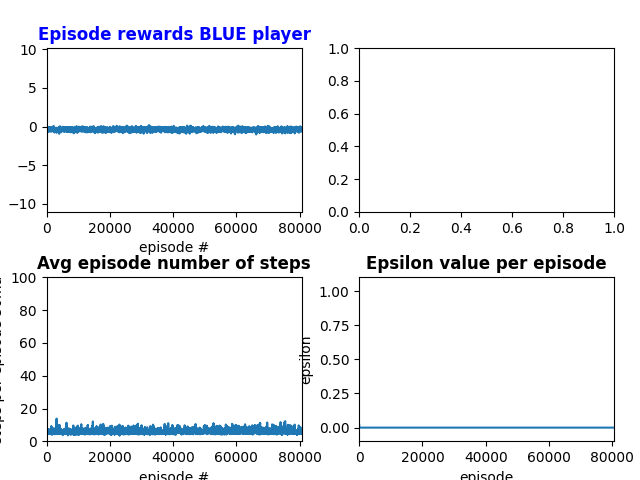 Episode rewards BLUE player
10
5
0
−5
−10
0 20000 40000 60000 80000
episode #
1.0
0.8
0.6
0.4
0.2
0.0
0.0 0.2 0.4 0.6 0.8 1.0
Avg episode number of steps
100
80
60
40
20
0
0 20000 40000 60000 80000
episode #
Epsilon value per episode
epsilon
1.00
0.75
0.50
0.25
0.00
0 20000 40000 60000 80000
episode